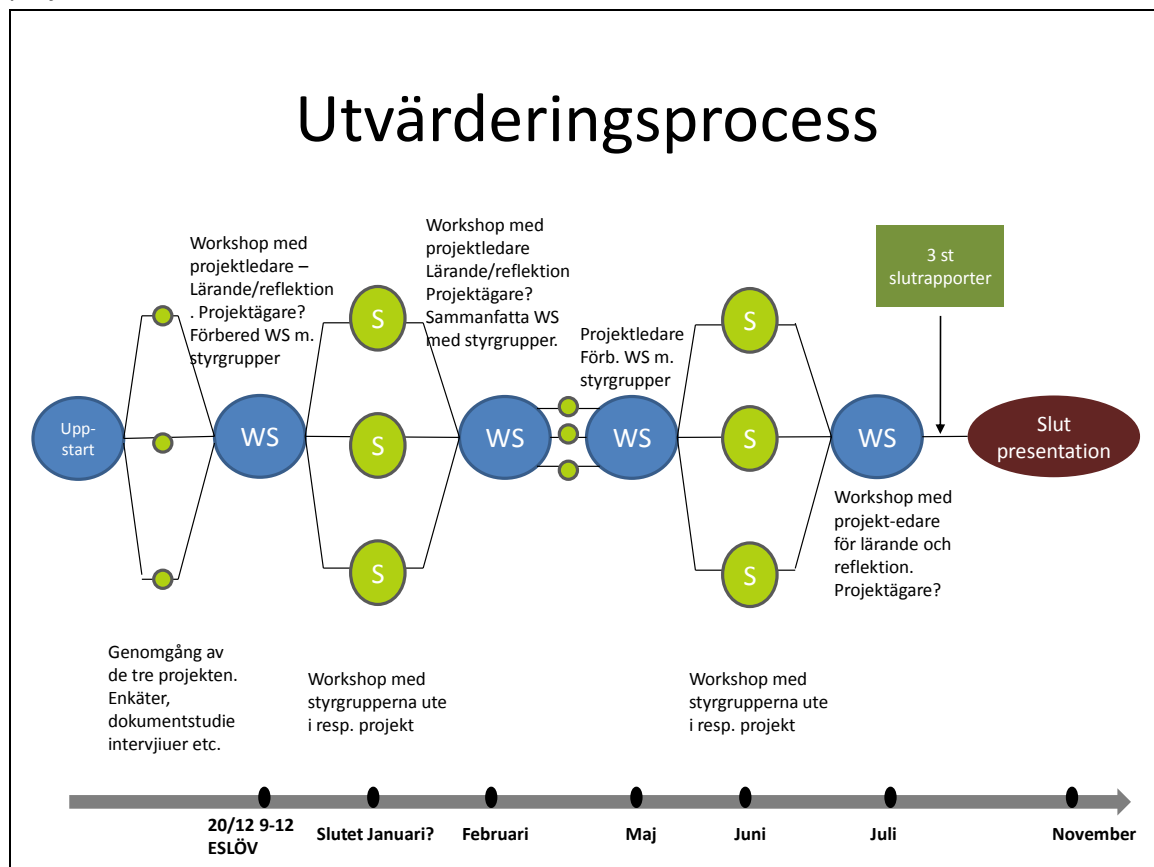 Utvärderingsprocess
Workshop med
projektledare –
Lärande/reflektion
. Projektägare?
Förbered WS m.
styrgrupper
Workshop med
projektledare
Lärande/reflektion
Projektägare?
Sammanfatta WS
med styrgrupper.
Projektledare
Förb. WS m.
styrgrupper
3 st
slutrapporter
Upp-
start
WS
S
S
S
WS
WS
S
S
S
WS
Slut
presentation
Workshop med
projekt-edare
för lärande och
reflektion.
Projektägare?
Genomgång av
de tre projekten.
Enkäter,
dokumentstudie
intervjiuer etc.
Workshop med
styrgrupperna ute
i resp. projekt
Workshop med
styrgrupperna ute
i resp. projekt
20/12 9-12
ESLÖV
Slutet Januari?
Februari
Maj
Juni
Juli
November